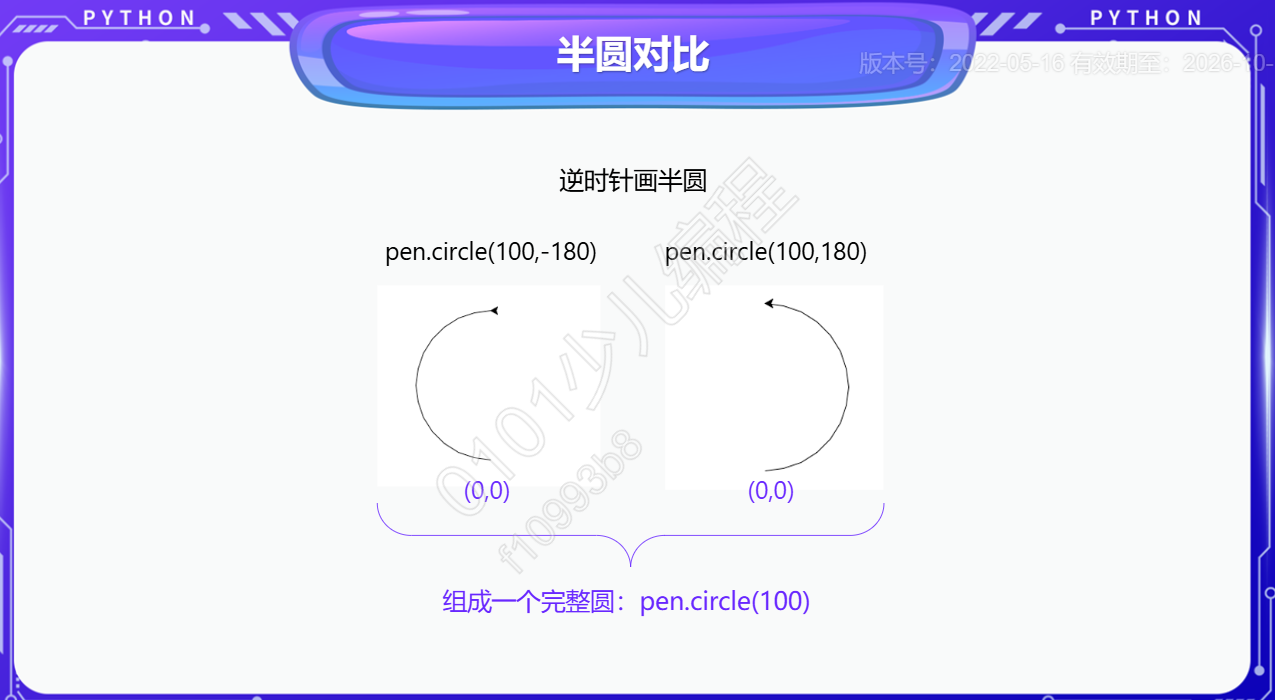 PYTHON
PYTHON
半圆对比
版本号：2022-05-16 有效期至：2026-10-
逆时针画半圆
pen.circle(100,-180)
pen.circle(100,180)
(0,0)
(0,0)
0101少儿编程
f10993b8
组成一个完整圆：pen.circle(100)